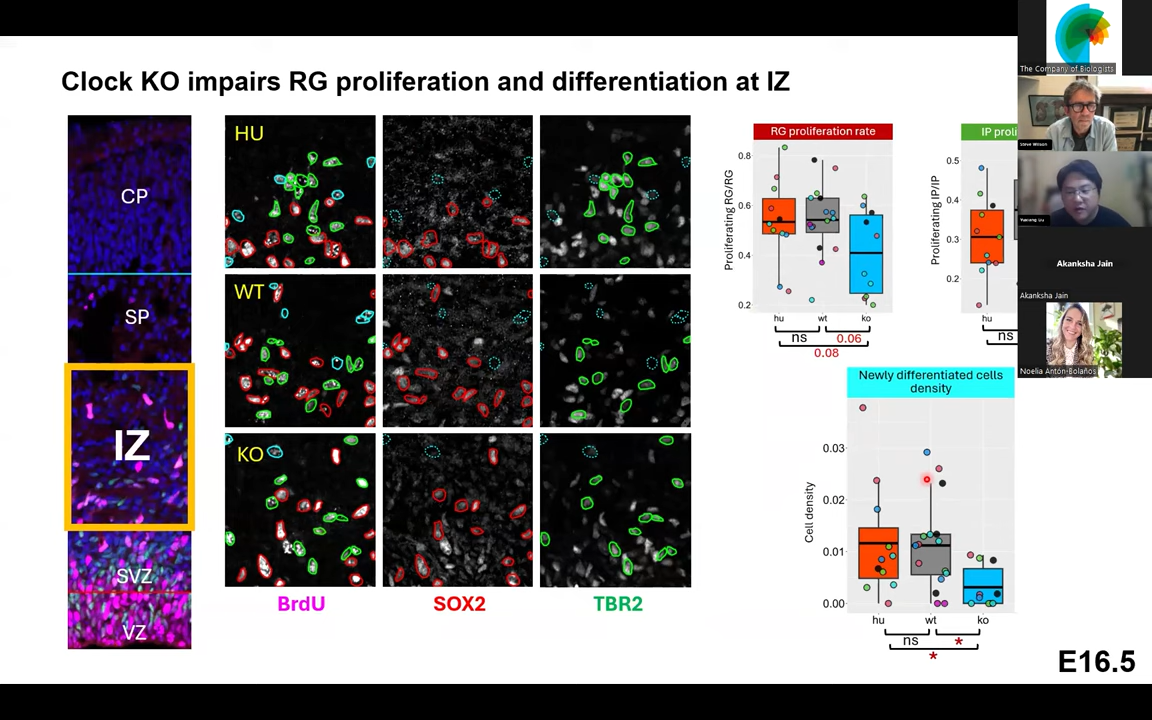 Clock KO impairs RG proliferation and differentiation at IZ
CP
SP
IZ
SVZ
VZ
HU
WT
KO
BrdU
SOX2
TBR2
RG proliferation rate
Proliferating RG/RG
0.8
0.6
0.4
0.2
hu
wt
ko
ns
0.06
0.08
IP proli
Proliferating IP/IP
0.5
0.4
0.3
0.2
hu
ns
Newly differentiated cells
density
Cell density
0.03
0.02
0.01
0.00
hu
wt
ko
ns
*
*
E16.5
The Company of Biologists
Steve Wilson
Akanksha Jain
Akanksha Jain
Noelia Antón-Bolaños